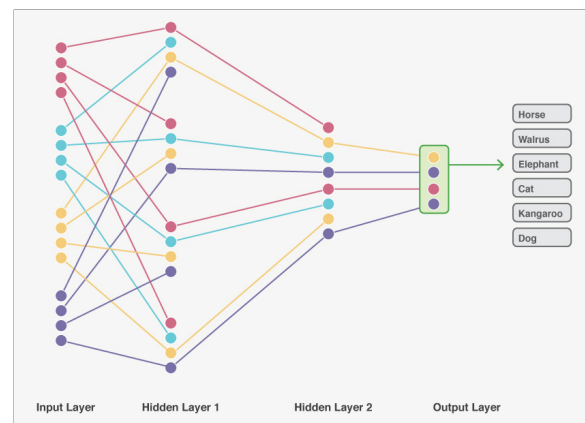 Horse
Walrus
Elephant
Cat
Kangaroo
Dog
Input Layer Hidden Layer 1 Hidden Layer 2 Output Layer